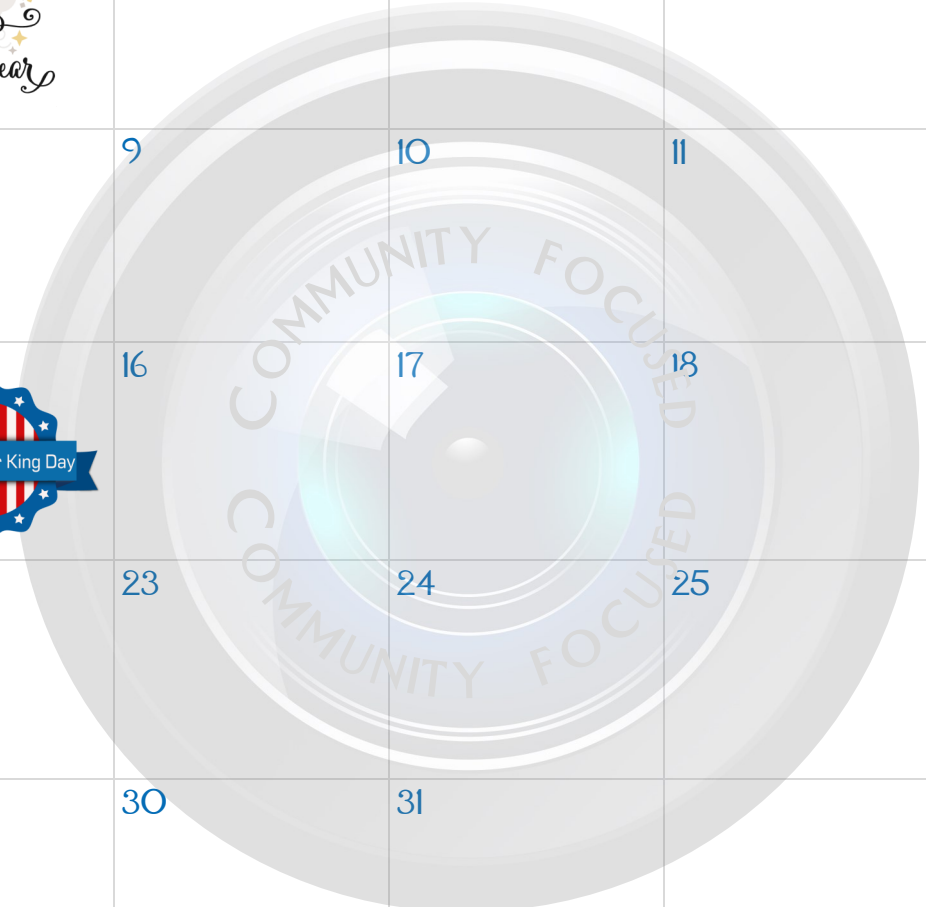 ear
9 10 11
COMMUNITY FOCUSED
16 17 18
King Day
COMMUNITY FOCUSED
23 24 25
30 31